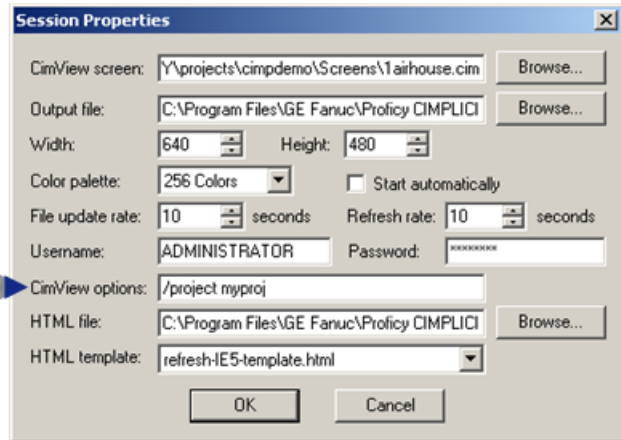 Session Properties
CimView screen: Y\projects\cimpdemo\Screens\1airhouse.cim Browse...
Output file: C:\Program Files\GE Fanuc\Proficy CIMPLICI Browse...
Width: 640 Height: 480
Color palette: 256 Colors Start automatically
File update rate: 10 seconds Refresh rate: 10 seconds
Username: ADMINISTRATOR Password: ********
CimView options: /project myproj
HTML file: C:\Program Files\GE Fanuc\Proficy CIMPLICI Browse...
HTML template: refresh-IE5-template.html
OK Cancel